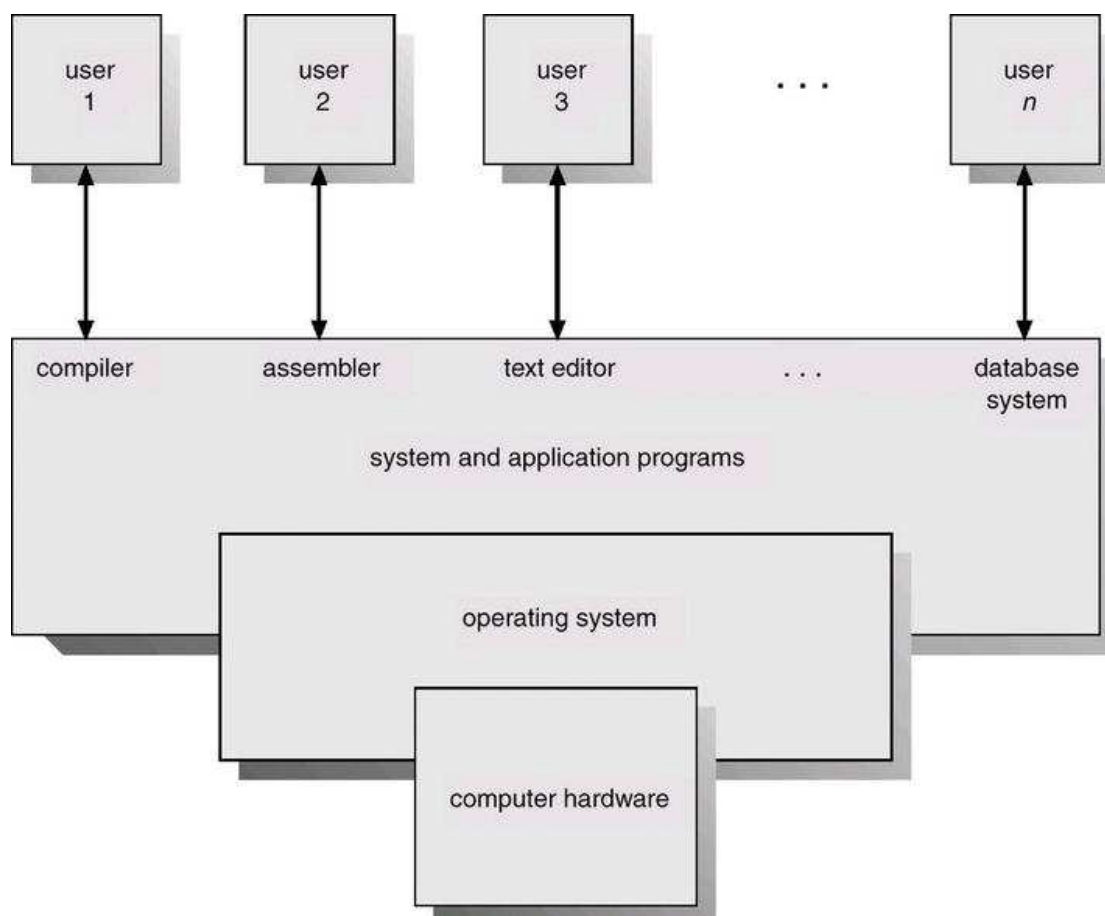 user
1
user
2
user
3
. . .
user
n
compiler
assembler
text editor
. . .
database
system
system and application programs
operating system
computer hardware